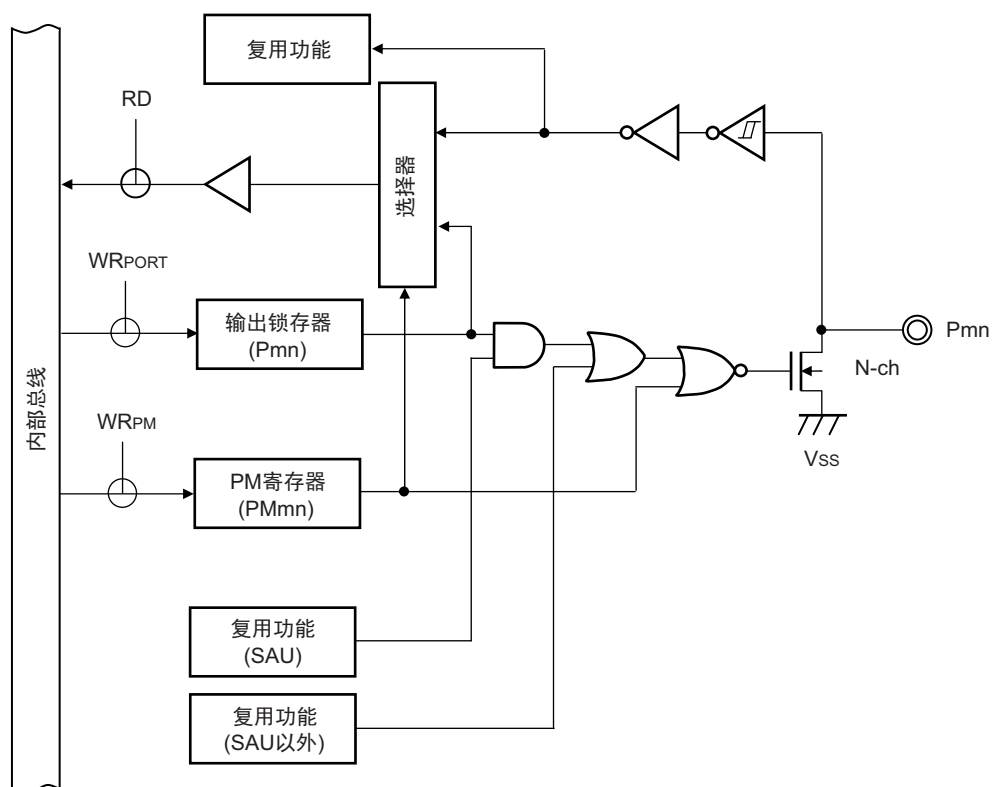 复用功能
RD
选择器
WRPORT
输出锁存器
(Pmn)
Pmn
N-ch
内部总线
WRPM
VSS
PM寄存器
(PMmn)
复用功能
(SAU)
复用功能
(SAU以外)